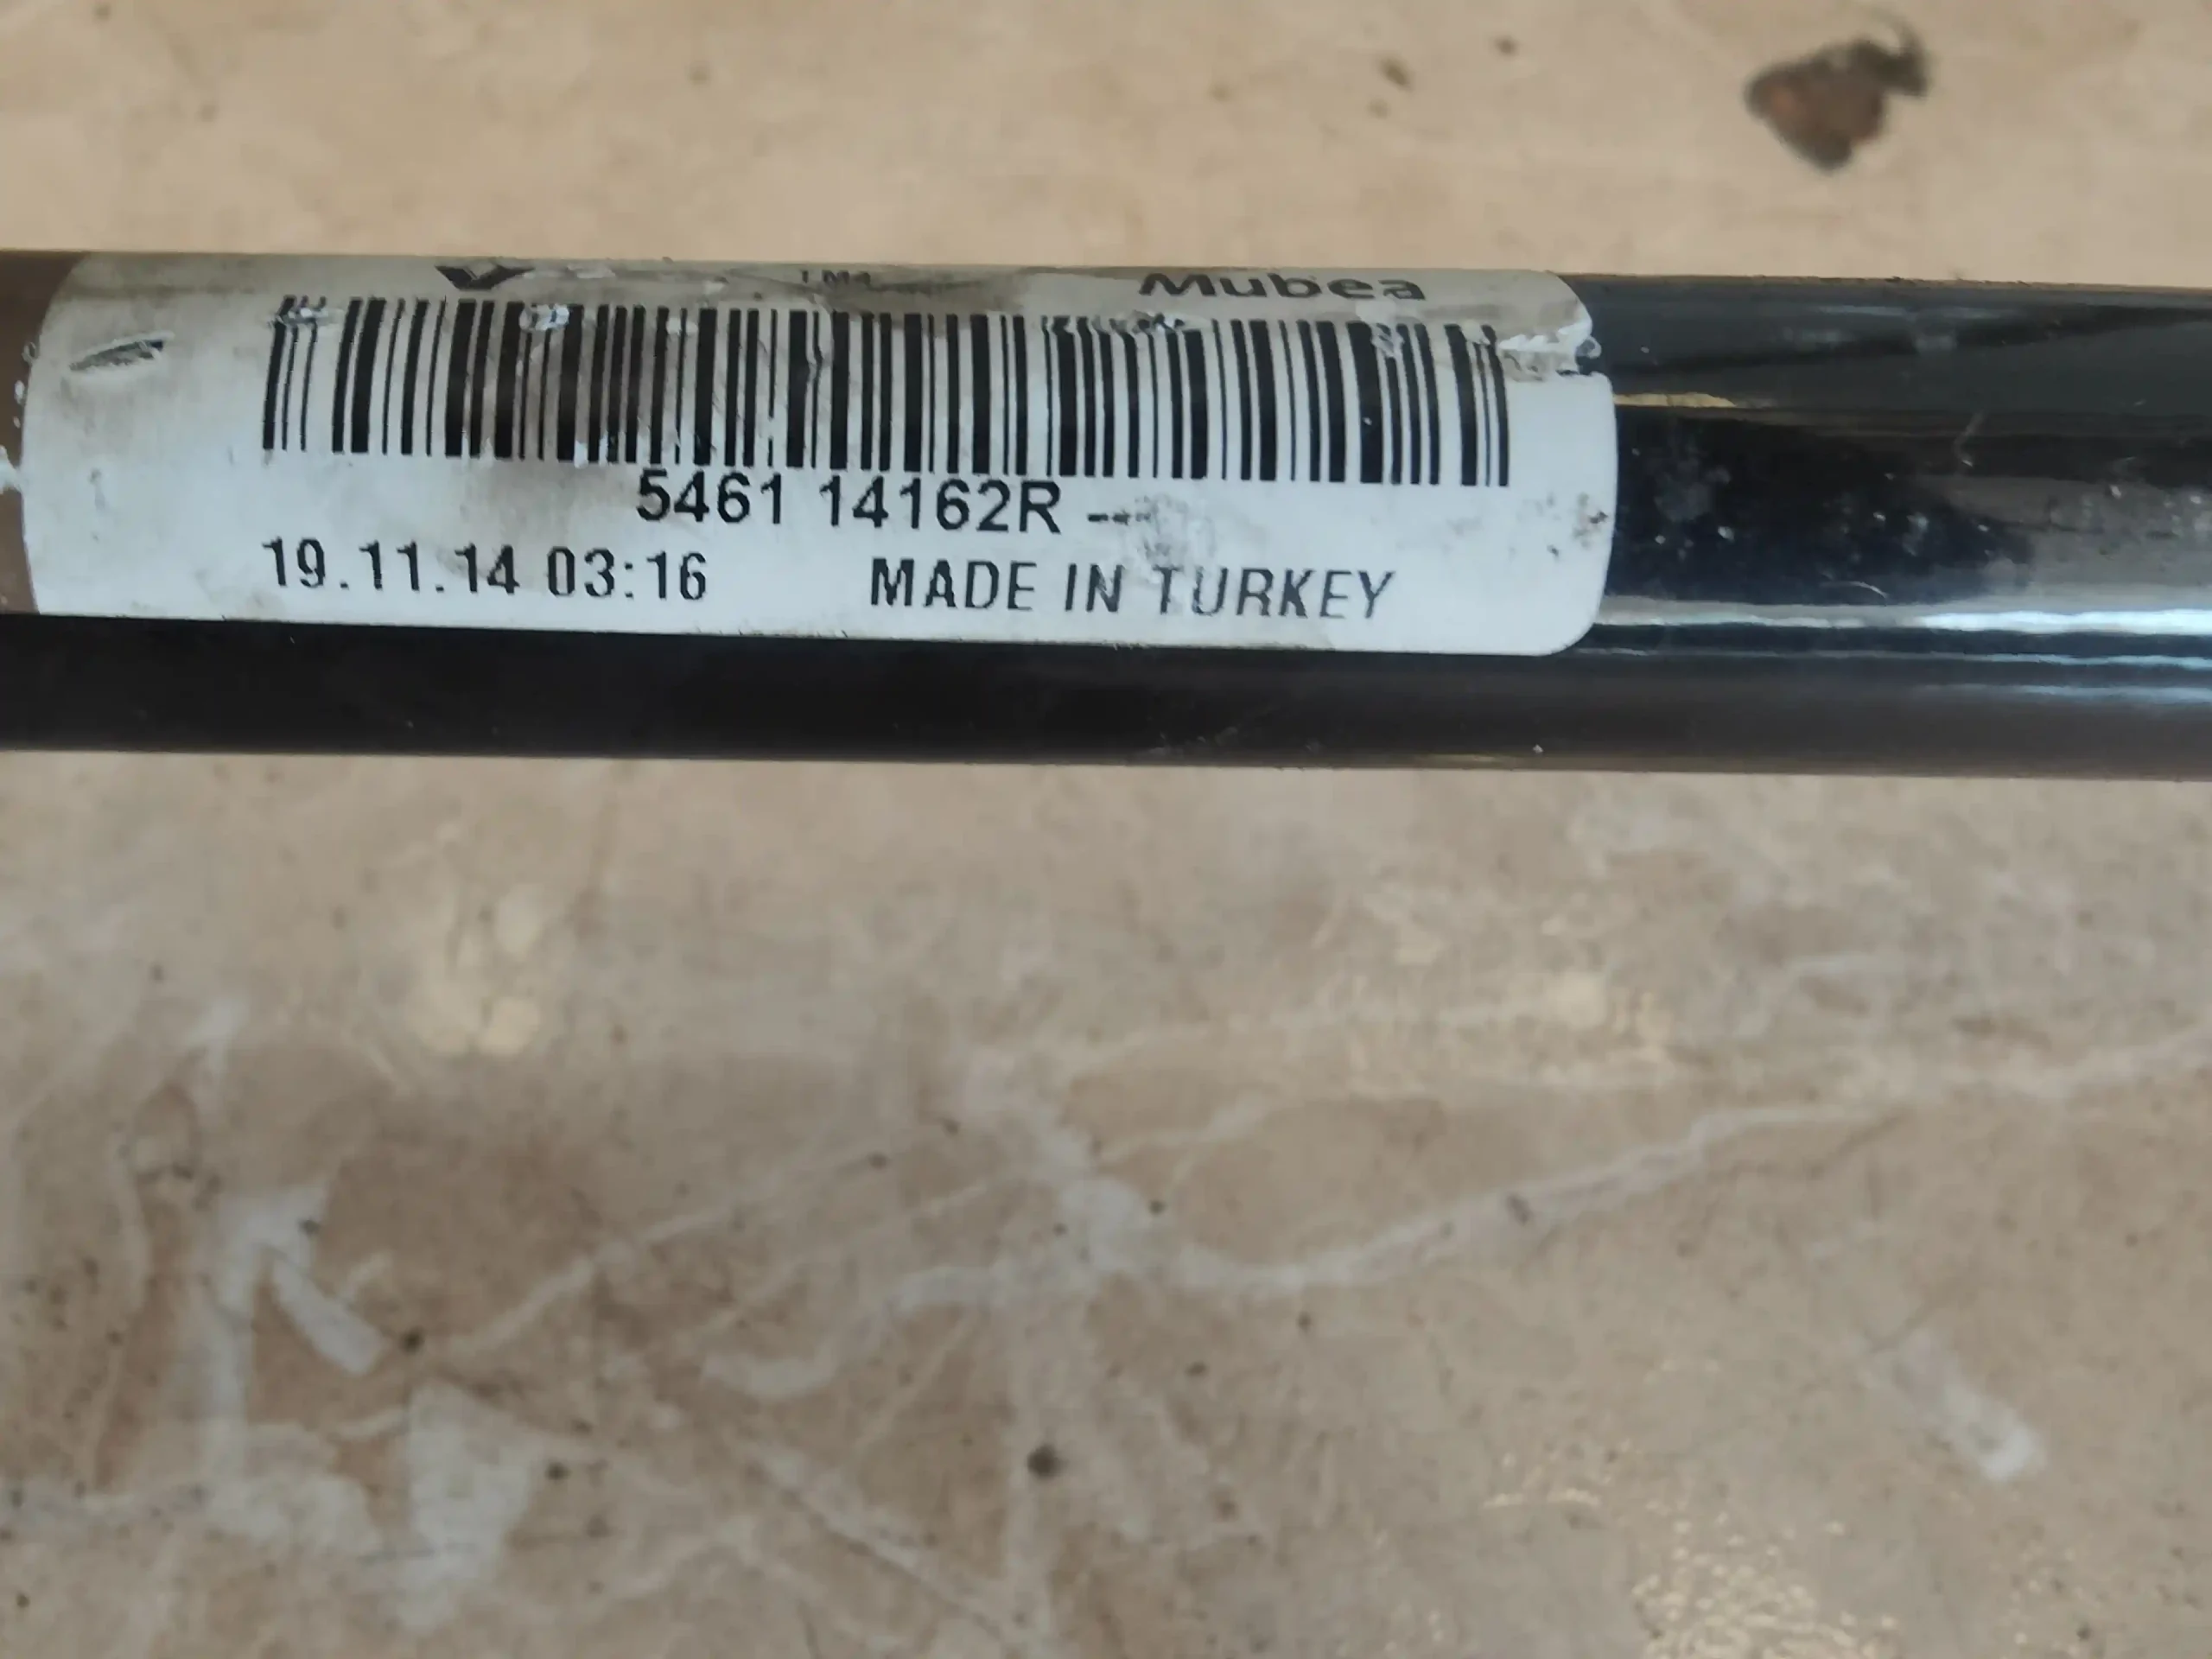 Mubea
5461 14162R ---
19.11.14 03:16 MADE IN TURKEY